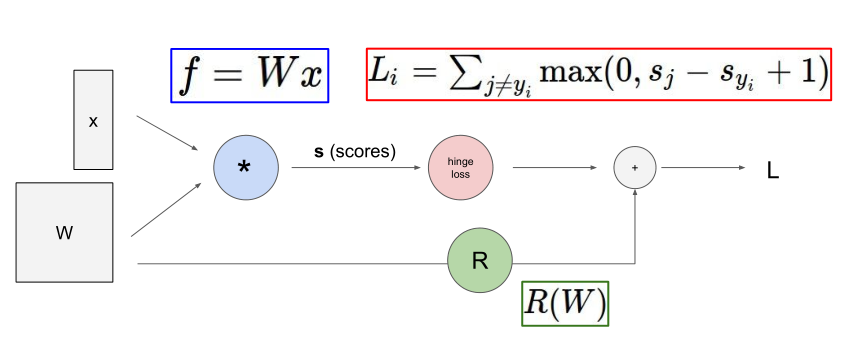 f = Wx
L_i = \sum_{j \neq y_i} \max(0, s_j - s_{y_i} + 1)
x
*
s (scores)
hinge
loss
+
L
W
R
R(W)